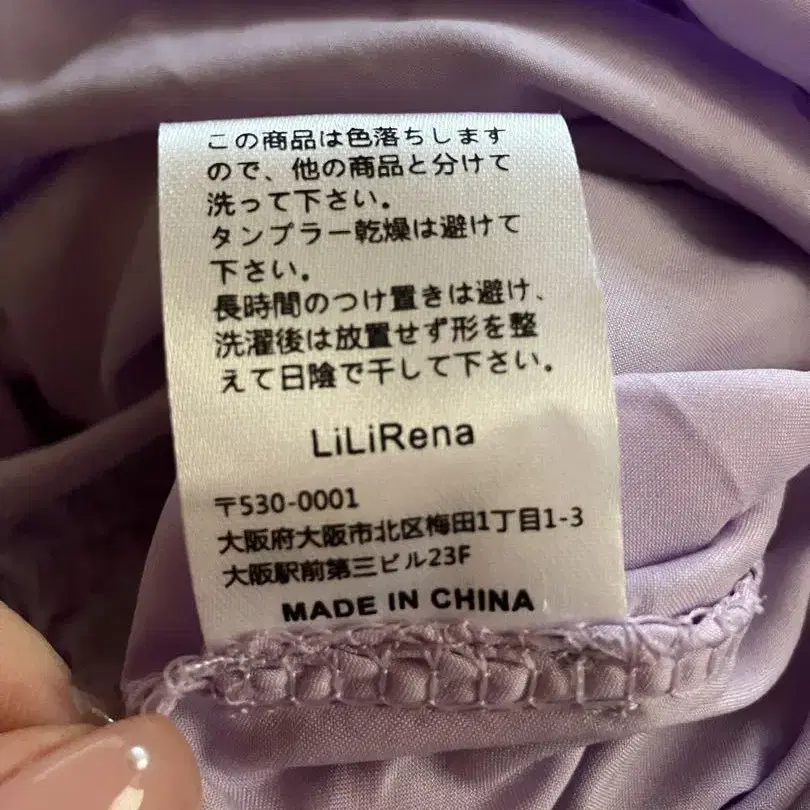 この商品は色落ちします
ので、他の商品と分けて
洗って下さい。
タンプラー乾燥は避けて
下さい。
長時間のつけ置きは避け、
洗濯後は放置せず形を整
えて日陰で干して下さい。
LiLiRena
〒530-0001
大阪府大阪市北区梅田1丁目1-3
大阪駅前第三ビル23F
MADE IN CHINA